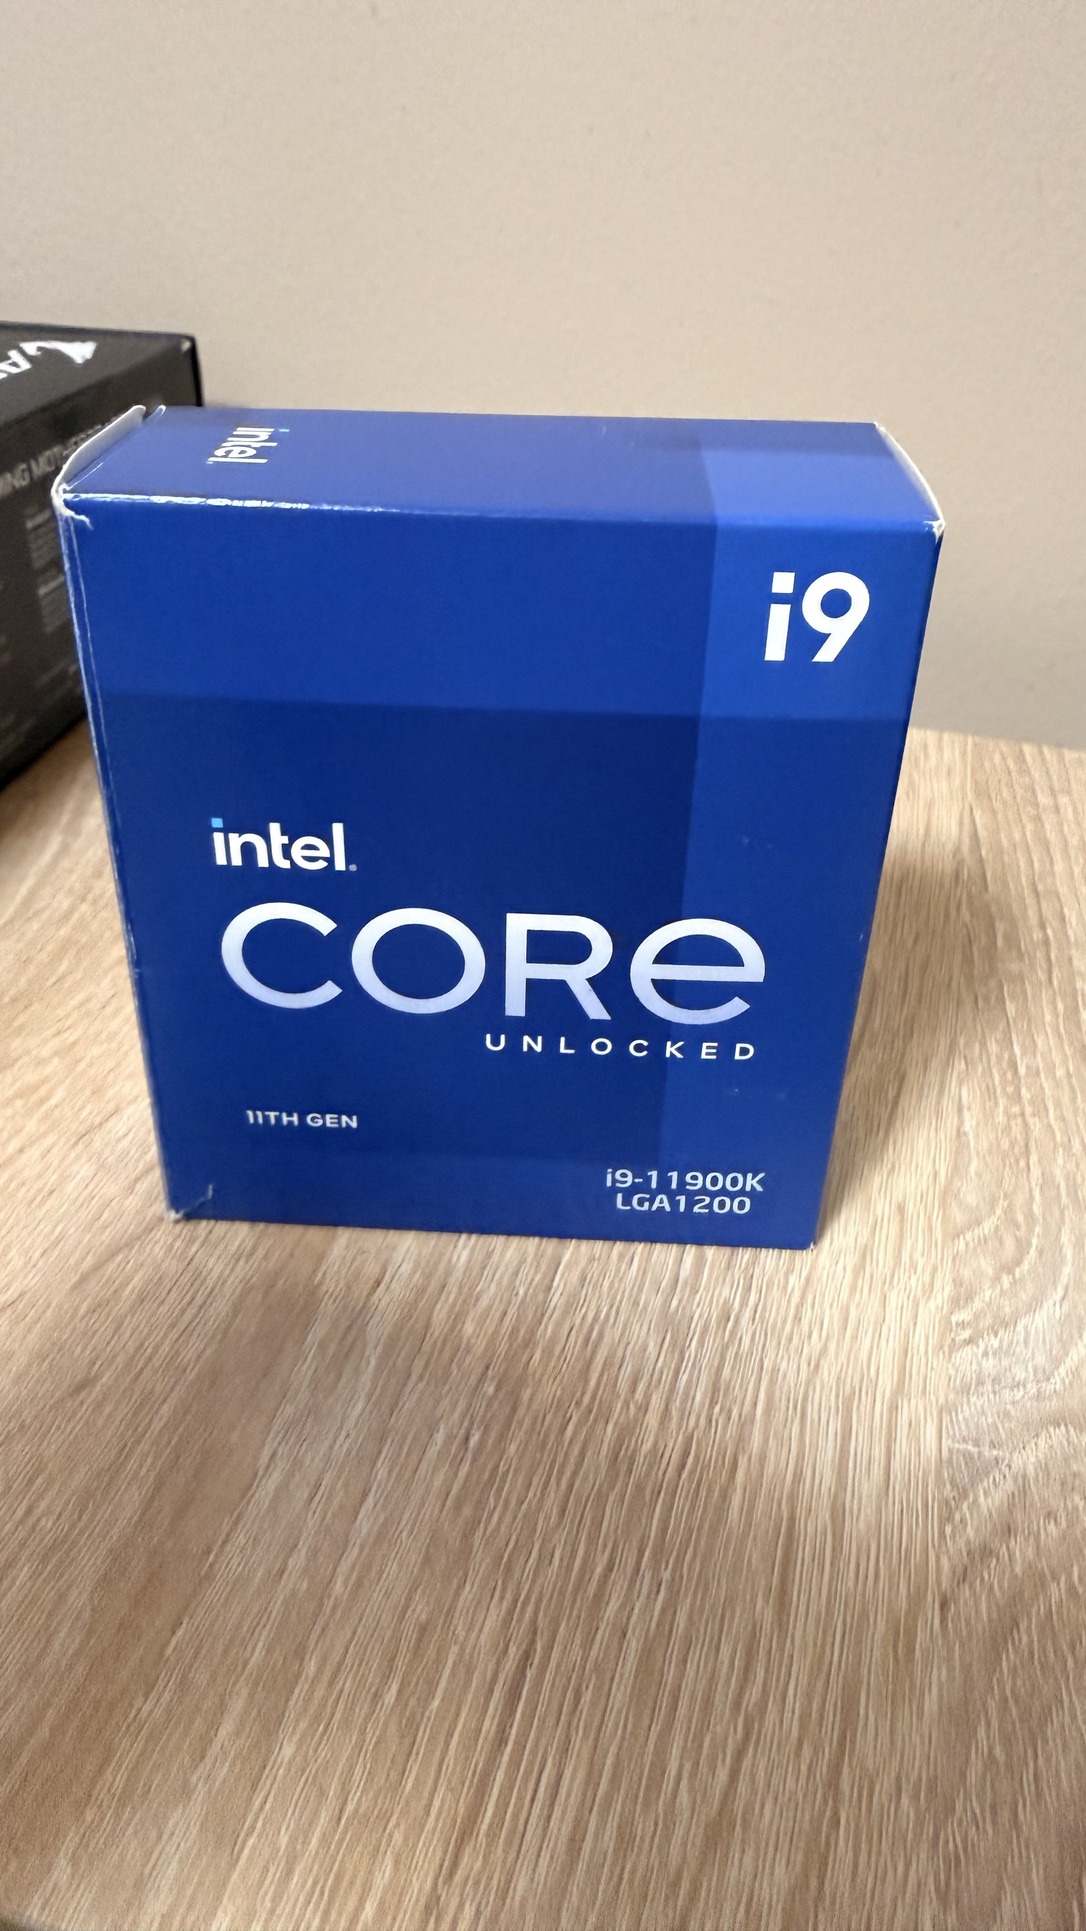 intel
i9
intel
CORE
UNLOCKED
11TH GEN
i9-11900K
LGA1200